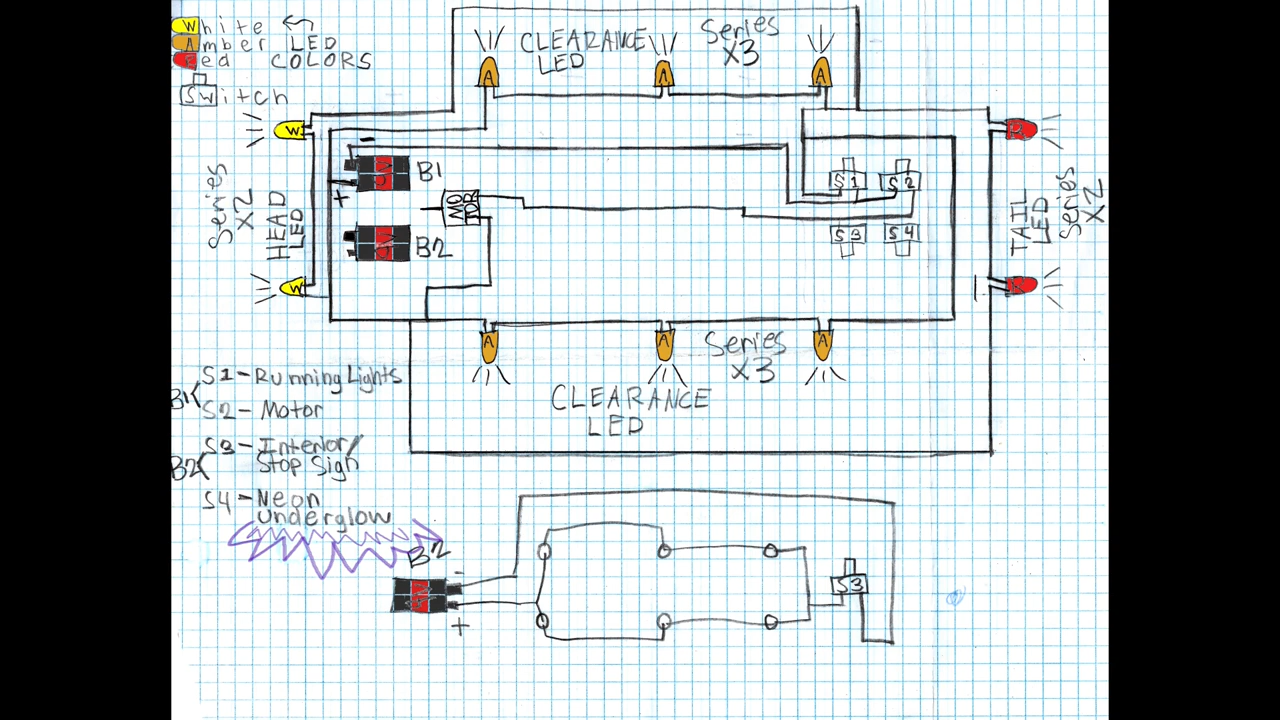 White
Amber LED
Red COLORS
Switch
CLEARANCE
LED
Series
X3
A
A
A
W
R
-
B1
+
S1
S2
MO
TOR
Series
X2
HEAD
LED
TAIL
LED
Series
X2
B2
S3
S4
W
R
A
A
A
Series
X3
CLEARANCE
LED
B1< S1-Running Lights
S2-Motor
B2< S3-Interior/
Stop Sign
S4-Neon
Underglow
B2
-
+
S3